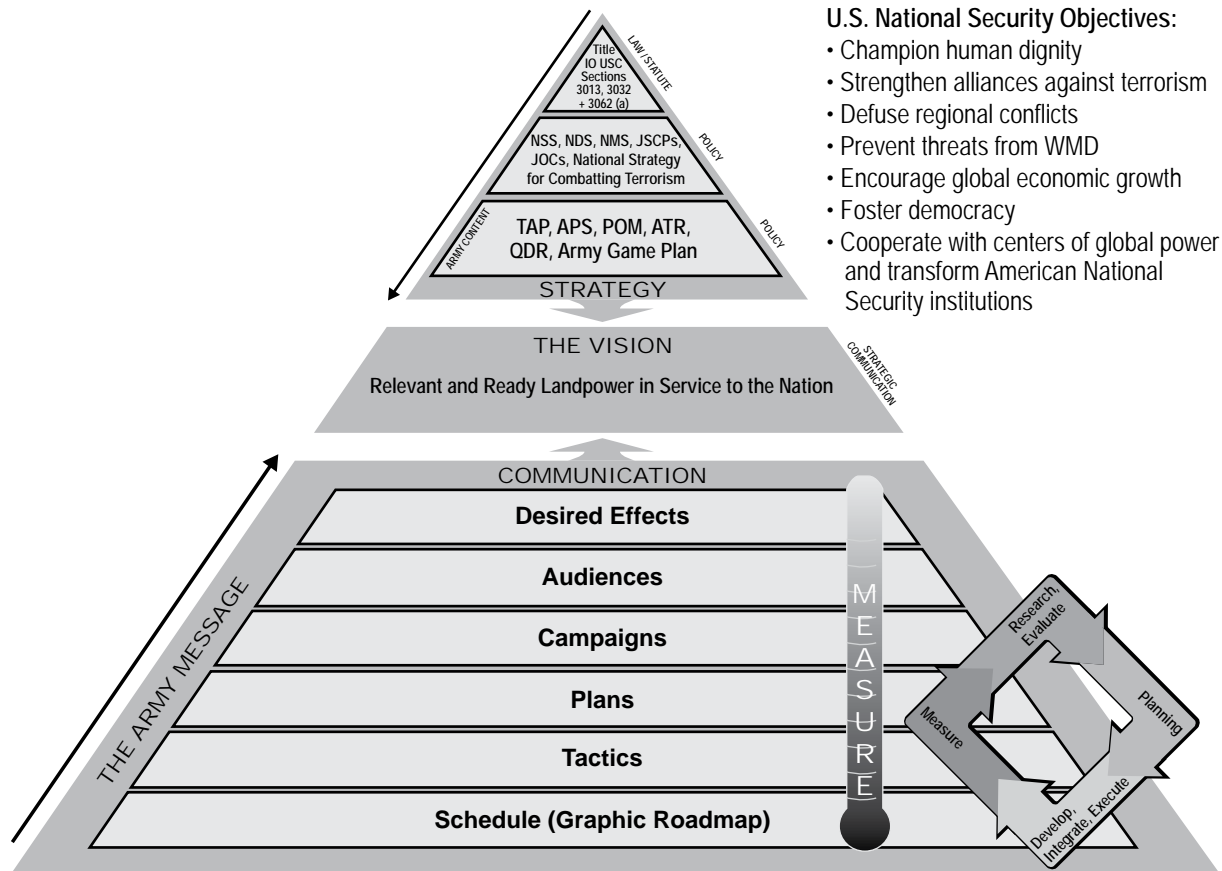 Title
IO USC
Sections
3013, 3032
+ 3062 (a)
LAW / STATUTE
NSS, NDS, NMS, JSCPs,
JOCs, National Strategy
for Combatting Terrorism
POLICY
ARMY CONTENT
TAP, APS, POM, ATR,
QDR, Army Game Plan
POLICY
STRATEGY
U.S. National Security Objectives:
• Champion human dignity
• Strengthen alliances against terrorism
• Defuse regional conflicts
• Prevent threats from WMD
• Encourage global economic growth
• Foster democracy
• Cooperate with centers of global power
and transform American National
Security institutions
THE VISION
Relevant and Ready Landpower in Service to the Nation
STRATEGIC
COMMUNICATION
COMMUNICATION
THE ARMY MESSAGE
Desired Effects
Audiences
Campaigns
Plans
Tactics
Schedule (Graphic Roadmap)
MEASURE
Research,
Evaluate
Planning
Develop,
Integrate, Execute
Measure